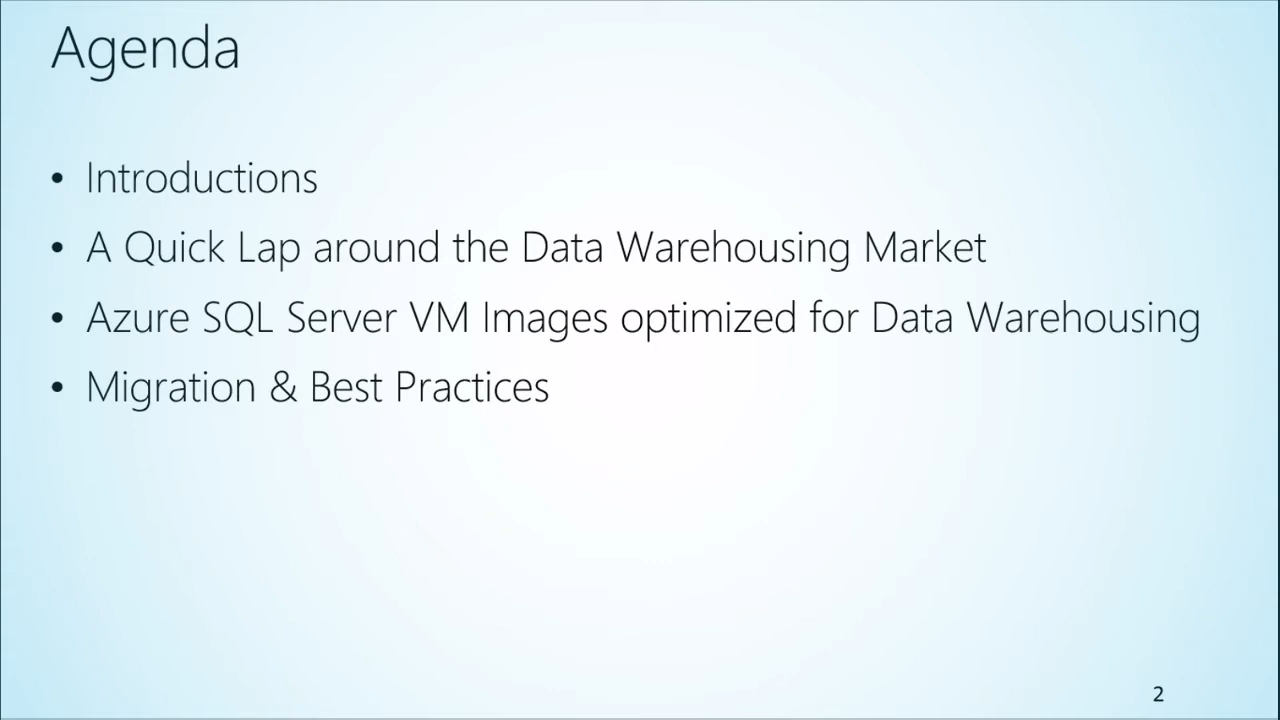 Agenda
• Introductions
• A Quick Lap around the Data Warehousing Market
• Azure SQL Server VM Images optimized for Data Warehousing
• Migration & Best Practices
2